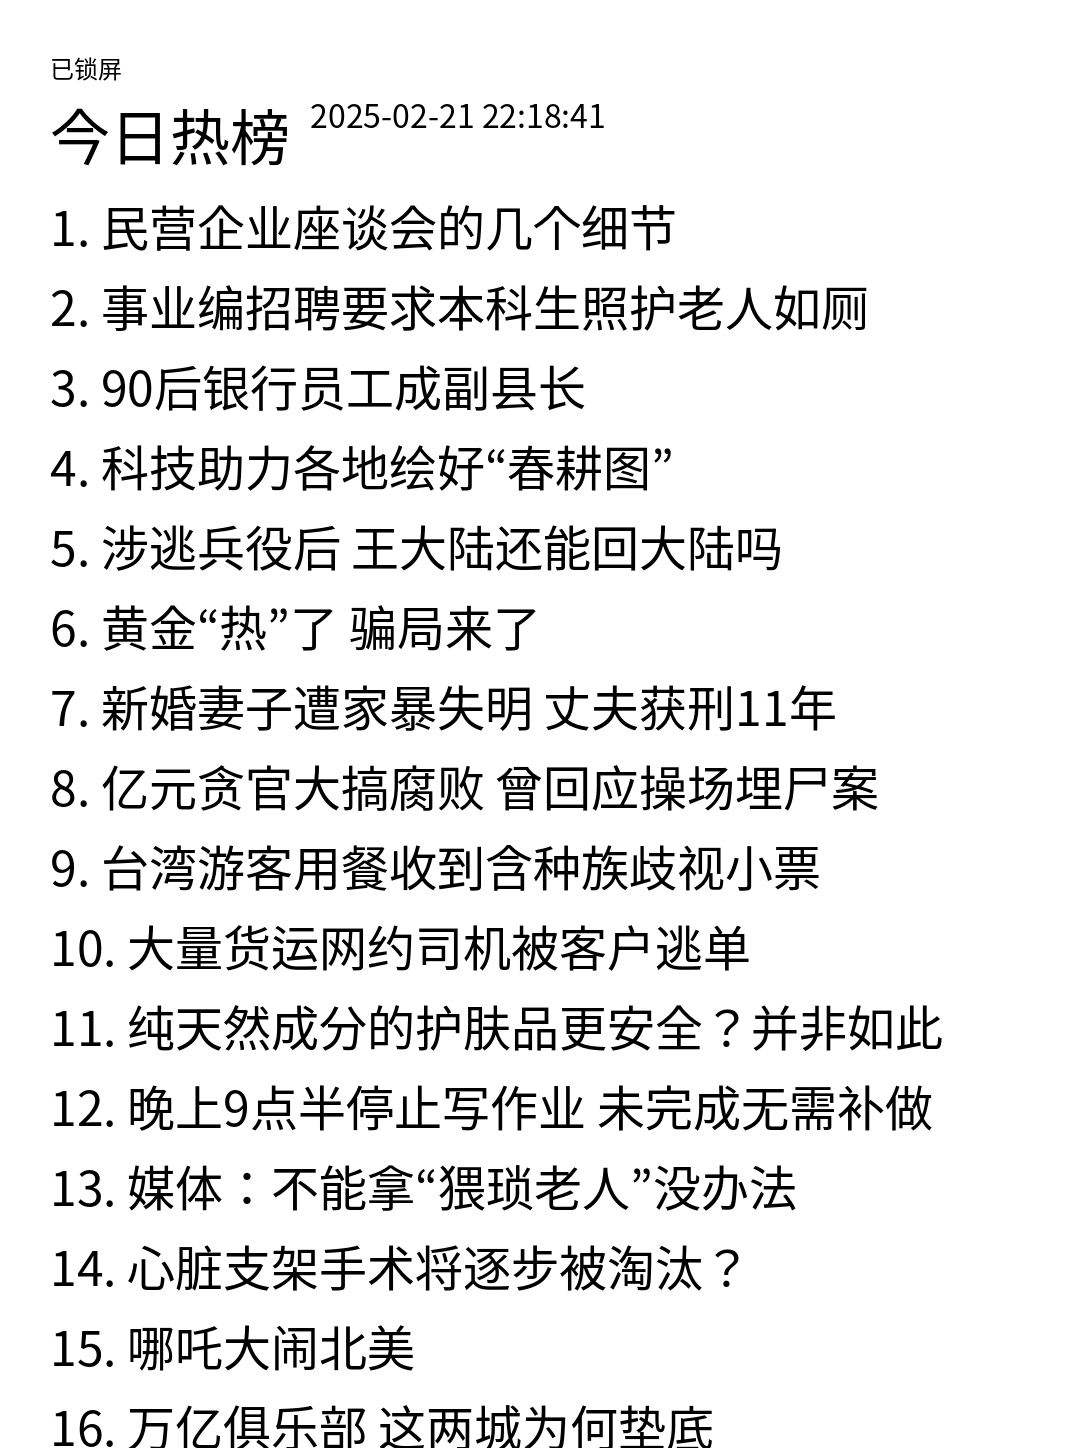 已锁屏
今日热榜 2025-02-21 22:18:41
1. 民营企业座谈会的几个细节
2. 事业编招聘要求本科生照护老人如厕
3. 90后银行员工成副县长
4. 科技助力各地绘好“春耕图”
5. 涉逃兵役后 王大陆还能回大陆吗
6. 黄金“热”了 骗局来了
7. 新婚妻子遭家暴失明 丈夫获刑11年
8. 亿元贪官大搞腐败 曾回应操场埋尸案
9. 台湾游客用餐收到含种族歧视小票
10. 大量货运网约司机被客户逃单
11. 纯天然成分的护肤品更安全？并非如此
12. 晚上9点半停止写作业 未完成无需补做
13. 媒体：不能拿“猥琐老人”没办法
14. 心脏支架手术将逐步被淘汰？
15. 哪吒大闹北美
16. 万亿俱乐部 这两城为何垫底